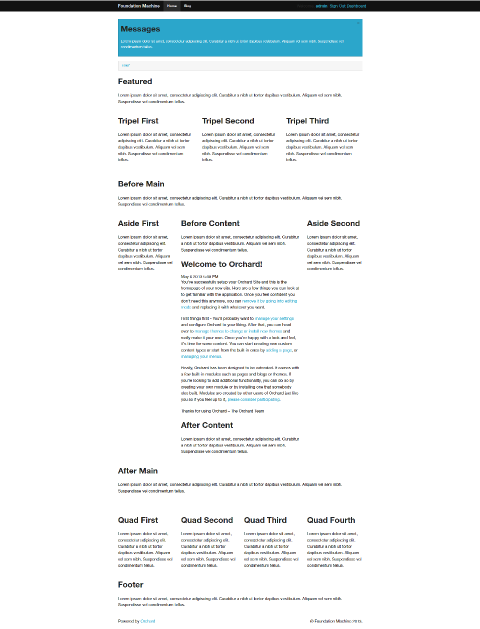 Foundation Machine Home Blog admin Sign Out Dashboard
Messages
Lorem ipsum dolor sit amet, consectetur adipiscing elit. Curabitur a nibh ut tortor dapibus vestibulum. Aliquam vel sem nibh.
Suspendisse vel condimentum tellus.
Featured
Lorem ipsum dolor sit amet, consectetur adipiscing elit. Curabitur a nibh ut tortor dapibus vestibulum. Aliquam vel sem nibh.
Suspendisse vel condimentum tellus.
Tripel First
Lorem ipsum dolor sit amet, consectetur
adipiscing elit. Curabitur a nibh ut tortor
dapibus vestibulum. Aliquam vel sem
nibh. Suspendisse vel condimentum
tellus.
Tripel Second
Lorem ipsum dolor sit amet, consectetur
adipiscing elit. Curabitur a nibh ut tortor
dapibus vestibulum. Aliquam vel sem
nibh. Suspendisse vel condimentum
tellus.
Tripel Third
Lorem ipsum dolor sit amet, consectetur
adipiscing elit. Curabitur a nibh ut tortor
dapibus vestibulum. Aliquam vel sem
nibh. Suspendisse vel condimentum
tellus.
Before Main
Lorem ipsum dolor sit amet, consectetur adipiscing elit. Curabitur a nibh ut tortor dapibus vestibulum. Aliquam vel sem nibh.
Suspendisse vel condimentum tellus.
Aside First
Lorem ipsum dolor sit amet,
consectetur adipiscing elit.
Curabitur a nibh ut tortor
dapibus vestibulum. Aliquam
vel sem nibh. Suspendisse vel
condimentum tellus.
Before Content
Lorem ipsum dolor sit amet, consectetur adipiscing elit. Curabitur
a nibh ut tortor dapibus vestibulum. Aliquam vel sem nibh.
Suspendisse vel condimentum tellus.
Welcome to Orchard!
You've successfully setup your Orchard Site and this is the
homepage of your new site. Here are a few things you can look at
to get familiar with the application. Once you feel confident you
don't need this anymore, you can remove it by going into editing
mode and replacing it with whatever you want.
First things first - You'll probably want to manage your settings
and configure Orchard to your liking. After that, you can head
over to manage themes to change or install new themes and
really make it your own. Once you're happy with a look and feel,
it's time for some content. You can start creating new custom
content types or start from the built-in ones by adding a page, or
managing your menus.
Finally, Orchard has been designed to be extended. It comes with
a few built-in modules such as pages and blogs or themes. If
you're looking to add additional functionality, you can do so by
creating your own module or by installing one that somebody
else built. Modules are created by other users of Orchard just like
you so if you feel up to it, please consider participating.
Thanks for using Orchard – The Orchard Team
After Content
Lorem ipsum dolor sit amet, consectetur adipiscing elit. Curabitur
a nibh ut tortor dapibus vestibulum. Aliquam vel sem nibh.
Suspendisse vel condimentum tellus.
Aside Second
Lorem ipsum dolor sit amet,
consectetur adipiscing elit.
Curabitur a nibh ut tortor
dapibus vestibulum. Aliquam
vel sem nibh. Suspendisse vel
condimentum tellus.
After Main
Lorem ipsum dolor sit amet, consectetur adipiscing elit. Curabitur a nibh ut tortor dapibus vestibulum. Aliquam vel sem nibh.
Suspendisse vel condimentum tellus.
Quad First
Lorem ipsum dolor sit amet,
consectetur adipiscing elit.
Curabitur a nibh ut tortor
dapibus vestibulum. Aliquam
vel sem nibh. Suspendisse vel
condimentum tellus.
Quad Second
Lorem ipsum dolor sit amet,
consectetur adipiscing elit.
Curabitur a nibh ut tortor
dapibus vestibulum. Aliquam
vel sem nibh. Suspendisse vel
condimentum tellus.
Quad Third
Lorem ipsum dolor sit amet,
consectetur adipiscing elit.
Curabitur a nibh ut tortor
dapibus vestibulum. Aliquam
vel sem nibh. Suspendisse vel
condimentum tellus.
Quad Fourth
Lorem ipsum dolor sit amet,
consectetur adipiscing elit.
Curabitur a nibh ut tortor
dapibus vestibulum. Aliquam
vel sem nibh. Suspendisse vel
condimentum tellus.
Footer
Lorem ipsum dolor sit amet, consectetur adipiscing elit. Curabitur a nibh ut tortor dapibus vestibulum. Aliquam vel sem nibh.
Suspendisse vel condimentum tellus.
Powered by Orchard
© Foundation Machine